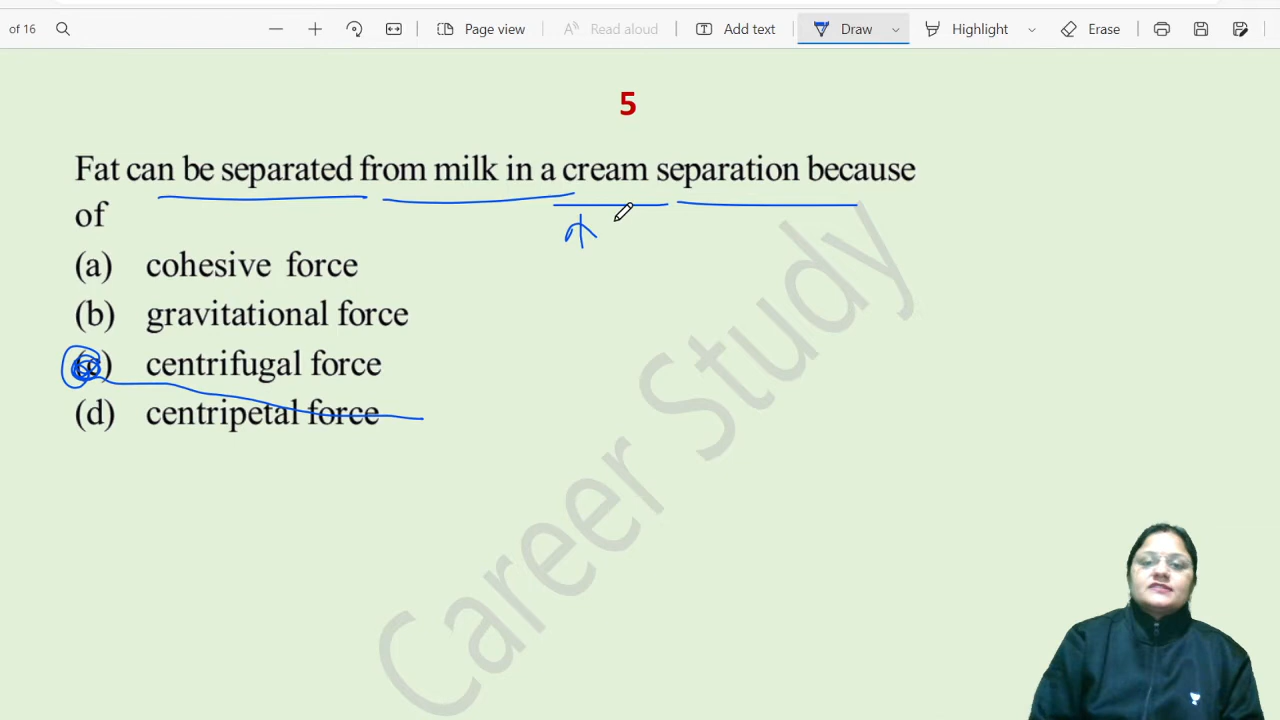 of 16 Page view Read aloud Add text Draw Highlight Erase
5
Fat can be separated from milk in a cream separation because
of
(a) cohesive force
(b) gravitational force
(c) centrifugal force
(d) centripetal force
Career Study